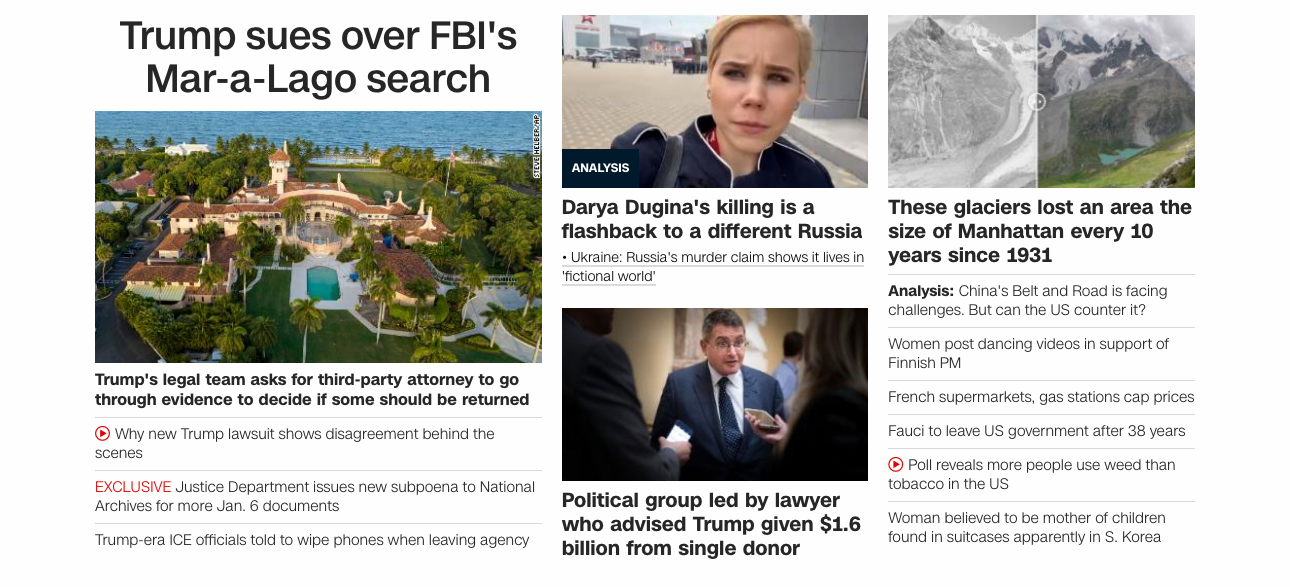 Trump sues over FBI's
Mar-a-Lago search
STEVE HELBER/AP
Trump's legal team asks for third-party attorney to go
through evidence to decide if some should be returned
Why new Trump lawsuit shows disagreement behind the
scenes
EXCLUSIVE Justice Department issues new subpoena to National
Archives for more Jan. 6 documents
Trump-era ICE officials told to wipe phones when leaving agency
ANALYSIS
Darya Dugina's killing is a
flashback to a different Russia
• Ukraine: Russia's murder claim shows it lives in
'fictional world'
Political group led by lawyer
who advised Trump given $1.6
billion from single donor
These glaciers lost an area the
size of Manhattan every 10
years since 1931
Analysis: China's Belt and Road is facing
challenges. But can the US counter it?
Women post dancing videos in support of
Finnish PM
French supermarkets, gas stations cap prices
Fauci to leave US government after 38 years
Poll reveals more people use weed than
tobacco in the US
Woman believed to be mother of children
found in suitcases apparently in S. Korea